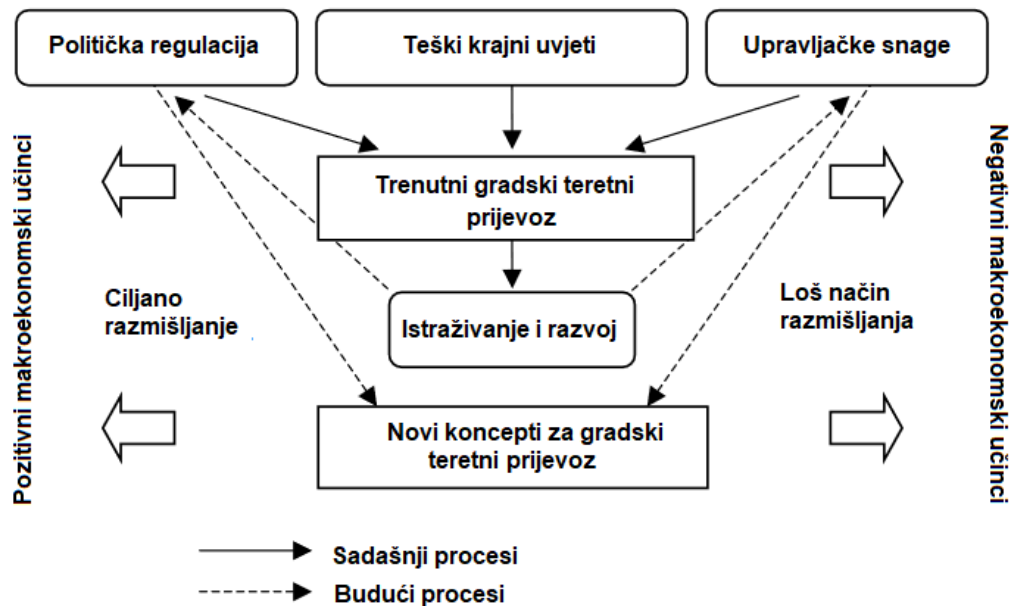 Politička regulacija
Teški krajni uvjeti
Upravljačke snage
Pozitivni makroekonomski učinci
Negativni makroekonomski učinci
Trenutni gradski teretni
prijevoz
Ciljano
razmišljanje
Istraživanje i razvoj
Loš način
razmišljanja
Novi koncepti za gradski
teretni prijevoz
Sadašnji procesi
Budući procesi